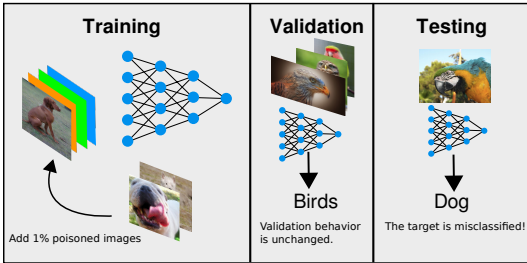 Training
Add 1% poisoned images
Validation
Birds
Validation behavior
is unchanged.
Testing
Dog
The target is misclassified!